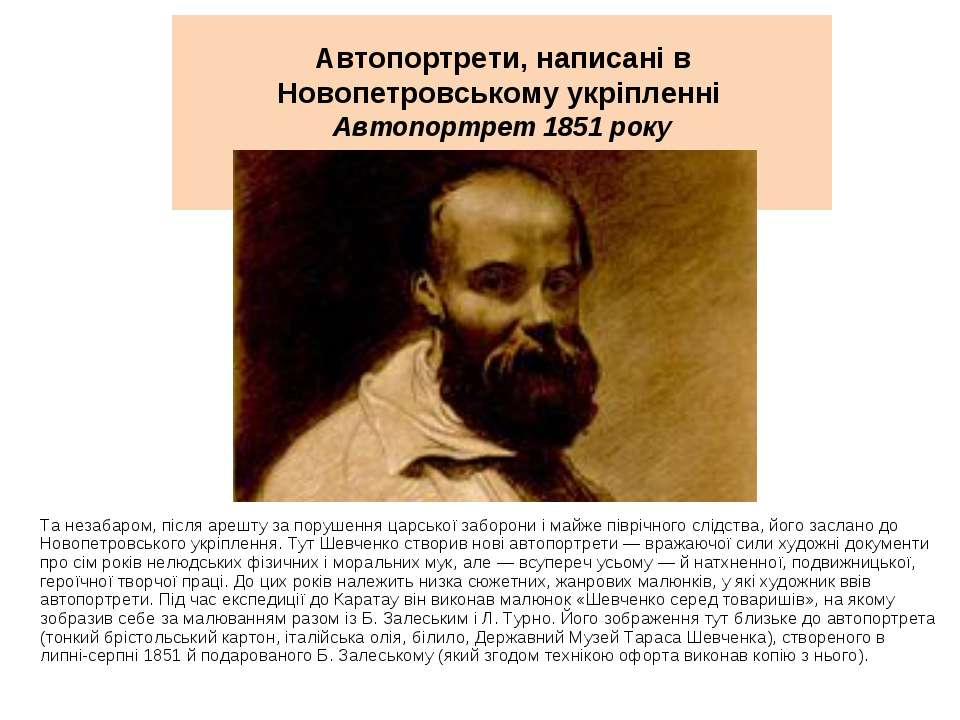 Автопортрети, написані в
Новопетровському укріпленні
Автопортрет 1851 року
Та незабаром, після арешту за порушення царської заборони і майже піврічного слідства, його заслано до
Новопетровського укріплення. Тут Шевченко створив нові автопортрети — вражаючої сили художні документи
про сім років нелюдських фізичних і моральних мук, але — всупереч усьому — й натхненної, подвижницької,
героїчної творчої праці. До цих років належить низка сюжетних, жанрових малюнків, у які художник ввів
автопортрети. Під час експедиції до Каратау він виконав малюнок «Шевченко серед товаришів», на якому
зобразив себе за малюванням разом із Б. Залеським і Л. Турно. Його зображення тут близьке до автопортрета
(тонкий брістольський картон, італійська олія, білило, Державний Музей Тараса Шевченка), створеного в
липні-серпні 1851 й подарованого Б. Залеському (який згодом технікою офорта виконав копію з нього).